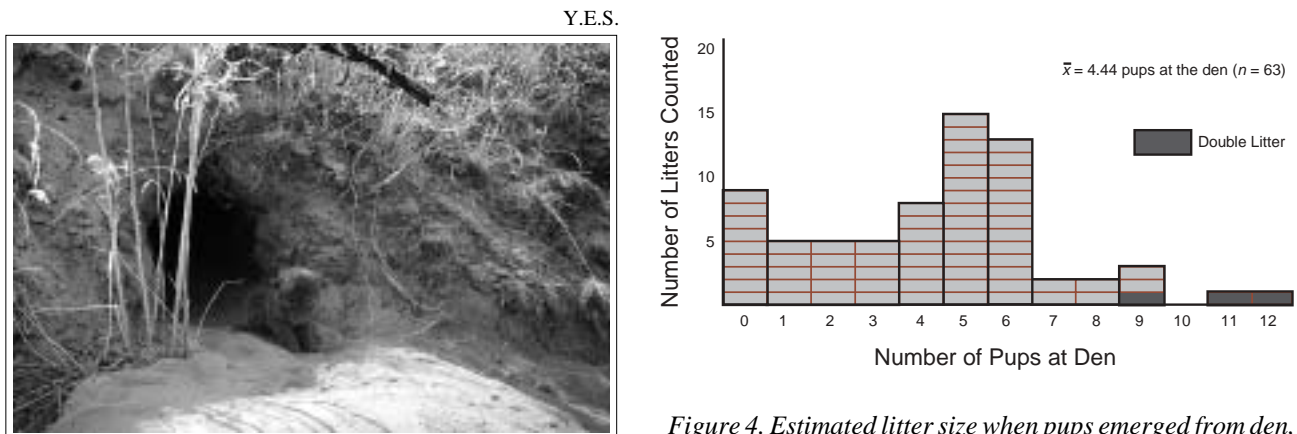 Y.E.S.
Number of Litters Counted
20
15
10
5
x̄ = 4.44 pups at the den (n = 63)
Double Litter
0 1 2 3 4 5 6 7 8 9 10 11 12
Number of Pups at Den
Figure 4. Estimated litter size when pups emerged from den.